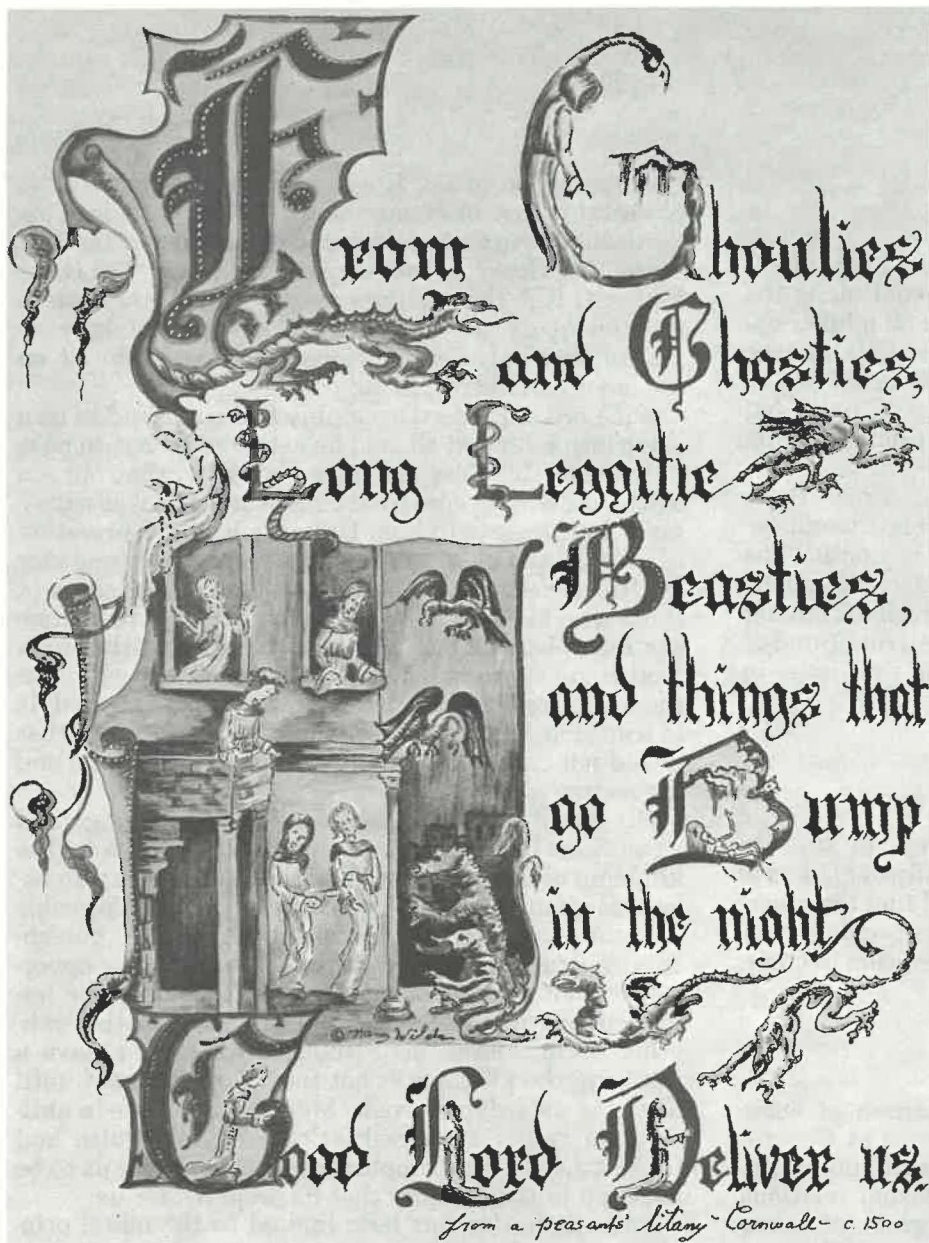 From Ghoulies
and Ghosties,
Long Leggitie
Beasties,
and things that
go Bump
in the night
Good Lord Deliver us.
from a peasants' litany - Cornwall - c. 1500